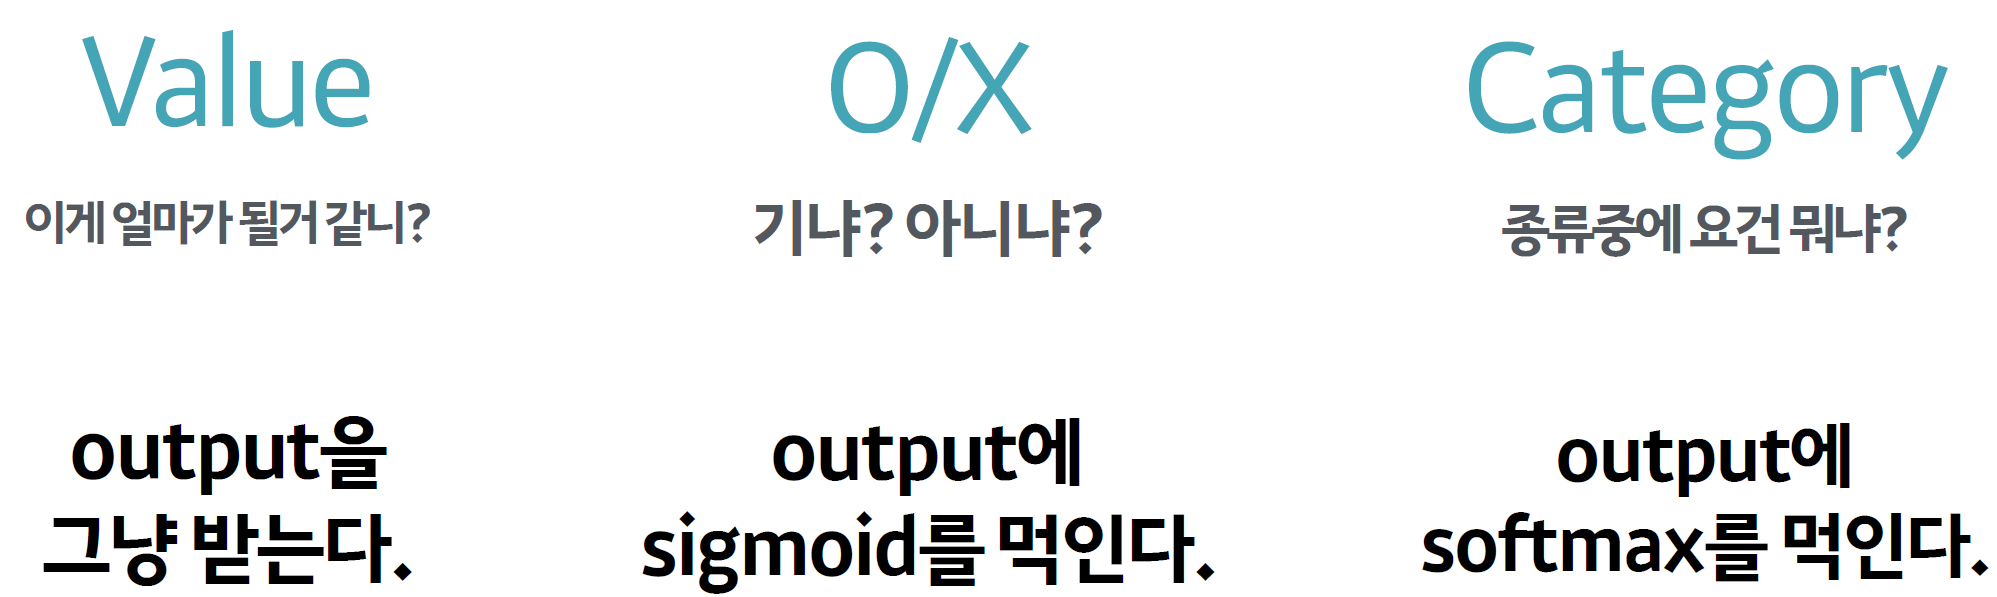 Value
이게 얼마가 될거 같니?
output을
그냥 받는다.
O/X
기냐? 아니냐?
output에
sigmoid를 먹인다.
Category
종류중에 요건 뭐냐?
output에
softmax를 먹인다.